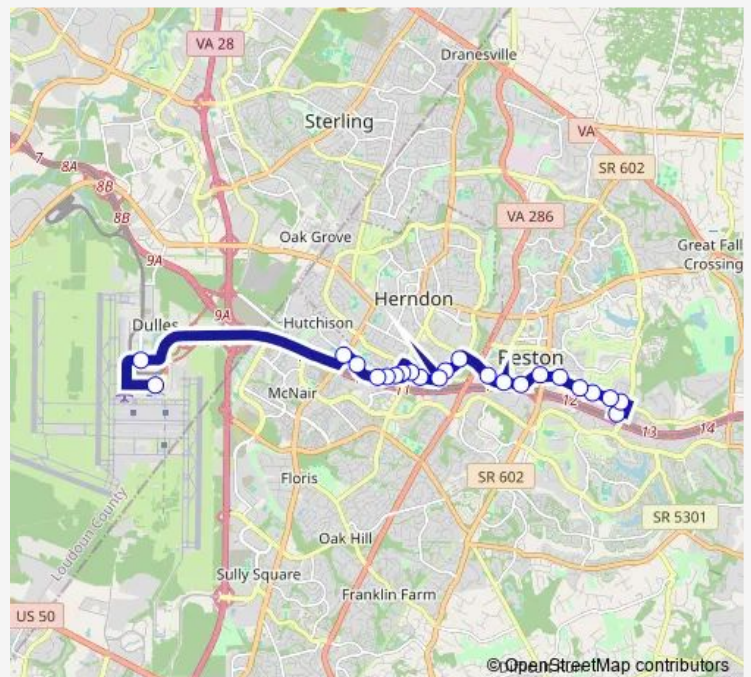 Dranesville
VA 28
Sterling
VA
SR 602
7
8A
8B
8B
VA 286
Oak Grove
Great Fall
Crossing
9A
Herndon
9A
Dulles
Hutchison
Reston
McNair
11
12
13
14
Floris
SR 602
SR 5301
Loudoun County
Oak Hill
Sully Square
Franklin Farm
US 50
© OpenStreetMap contributors